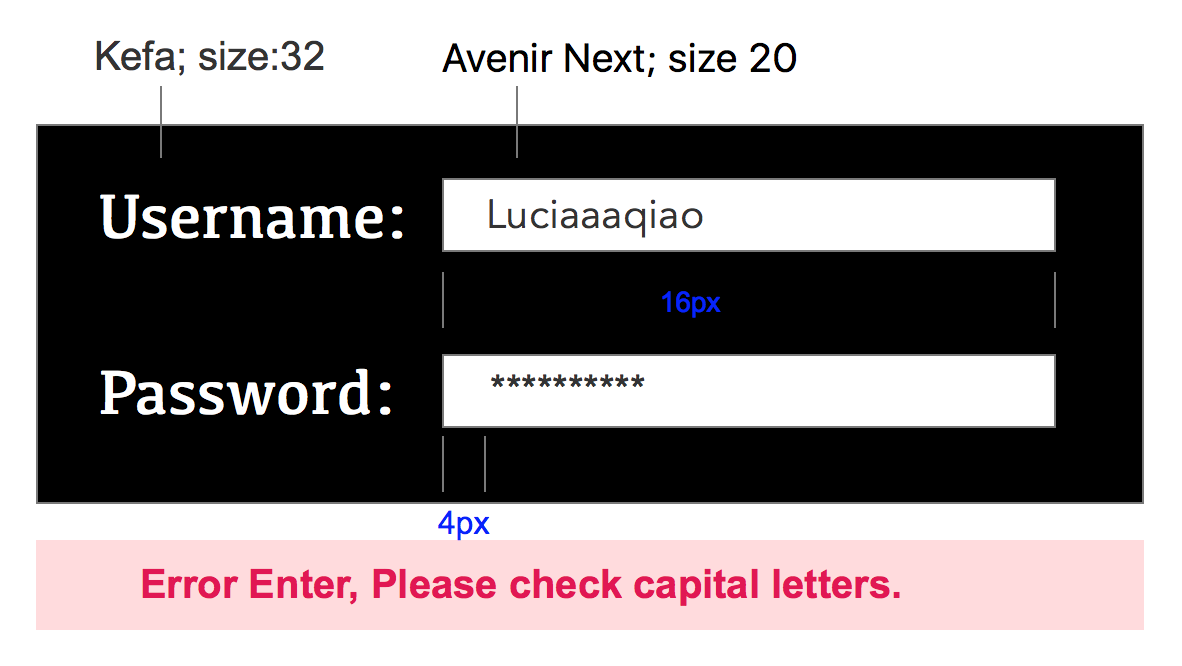 Kefa; size:32
Avenir Next; size 20
Username:
Luciaaaqiao
16px
Password:
**********
4px
Error Enter, Please check capital letters.